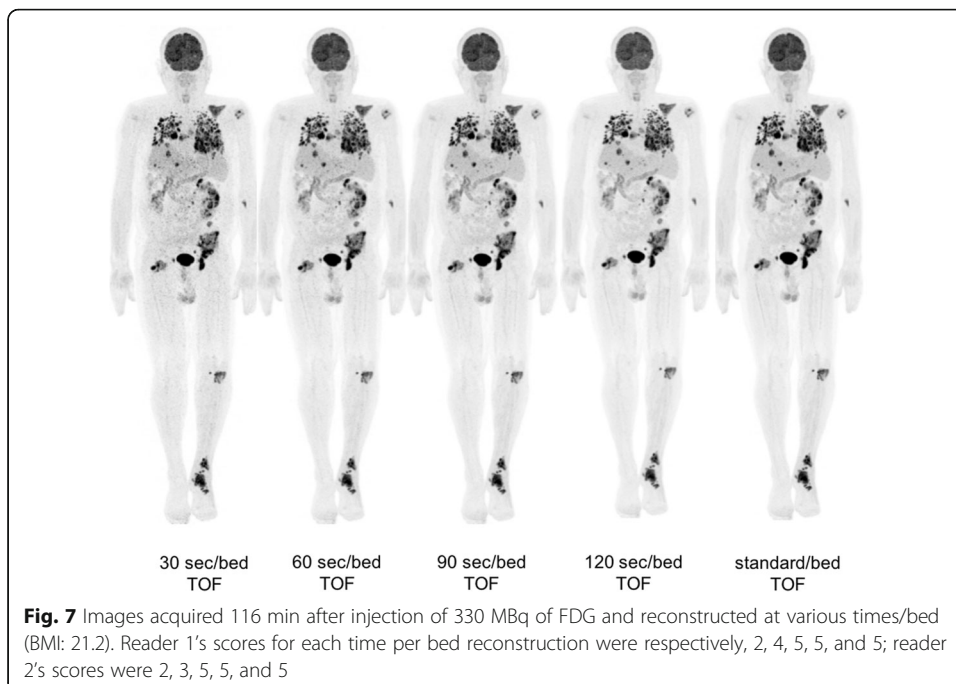 30 sec/bed 60 sec/bed 90 sec/bed 120 sec/bed standard/bed
TOF TOF TOF TOF TOF
Fig. 7 Images acquired 116 min after injection of 330 MBq of FDG and reconstructed at various times/bed
(BMI: 21.2). Reader 1’s scores for each time per bed reconstruction were respectively, 2, 4, 5, 5, and 5; reader
2’s scores were 2, 3, 5, 5, and 5